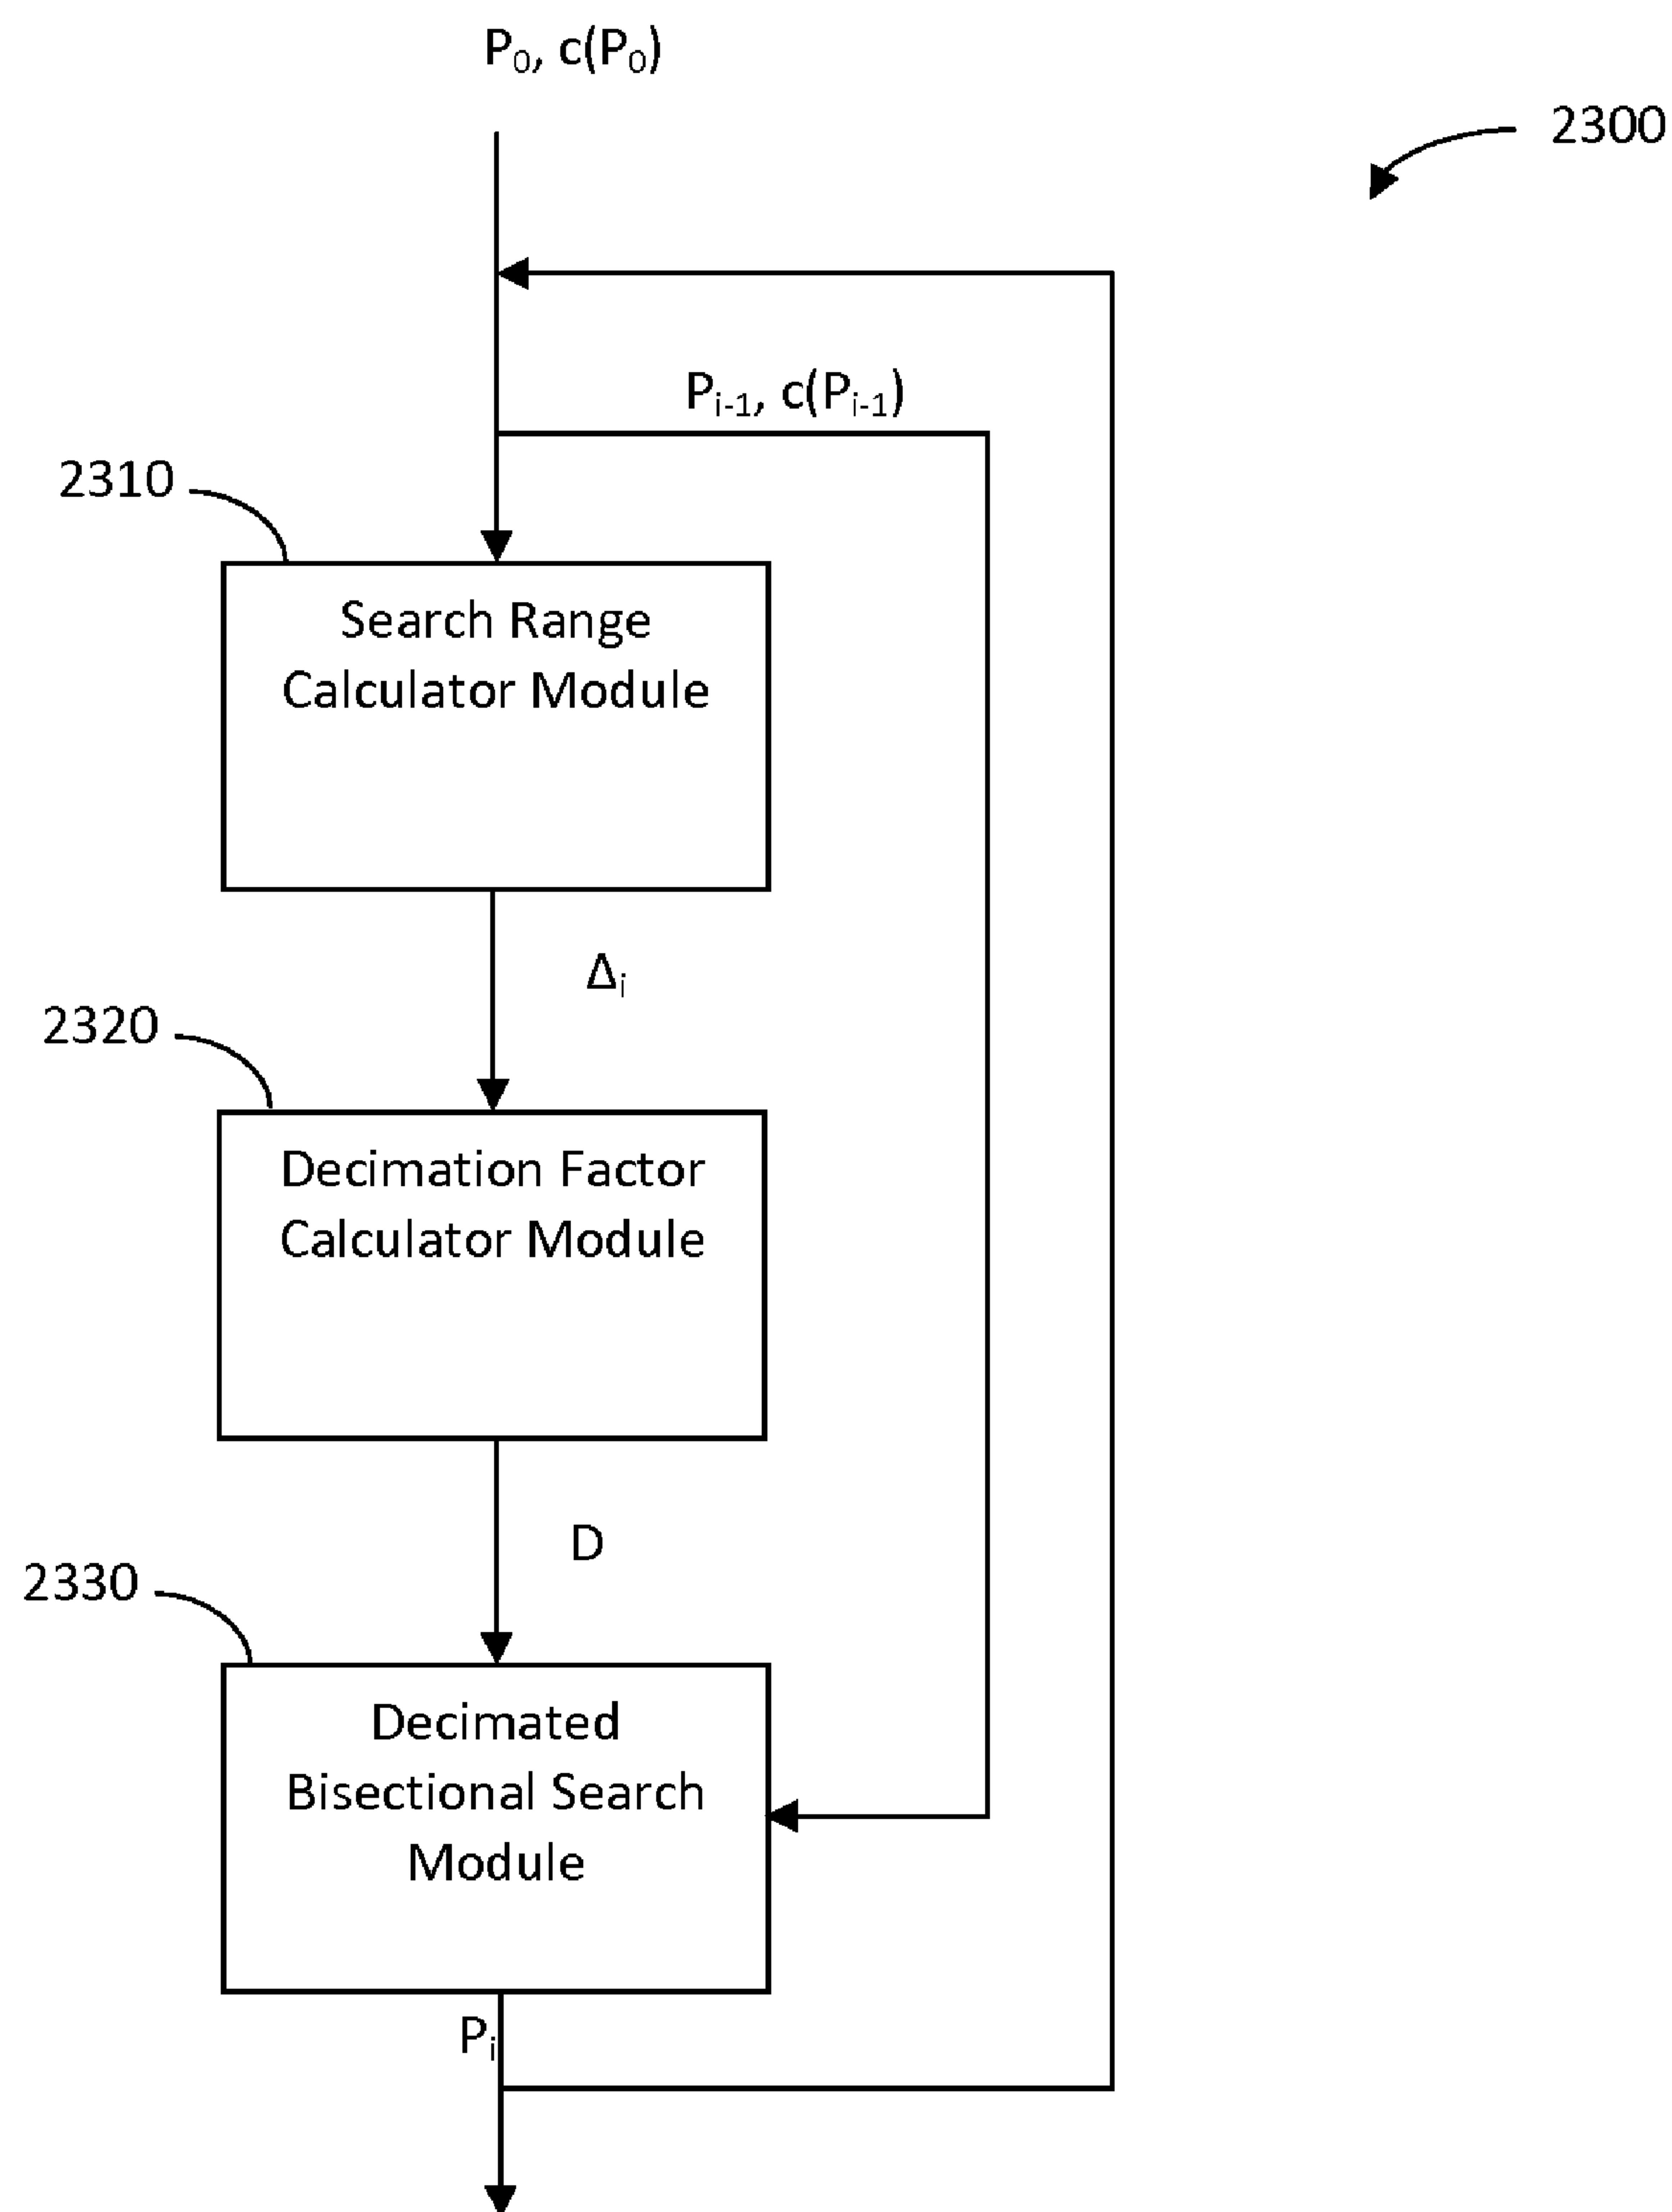 P₀, c(P₀)
2300
Pᵢ₋₁, c(Pᵢ₋₁)
2310
Search Range
Calculator Module
Δᵢ
2320
Decimation Factor
Calculator Module
D
2330
Decimated
Bisectional Search
Module
Pᵢ